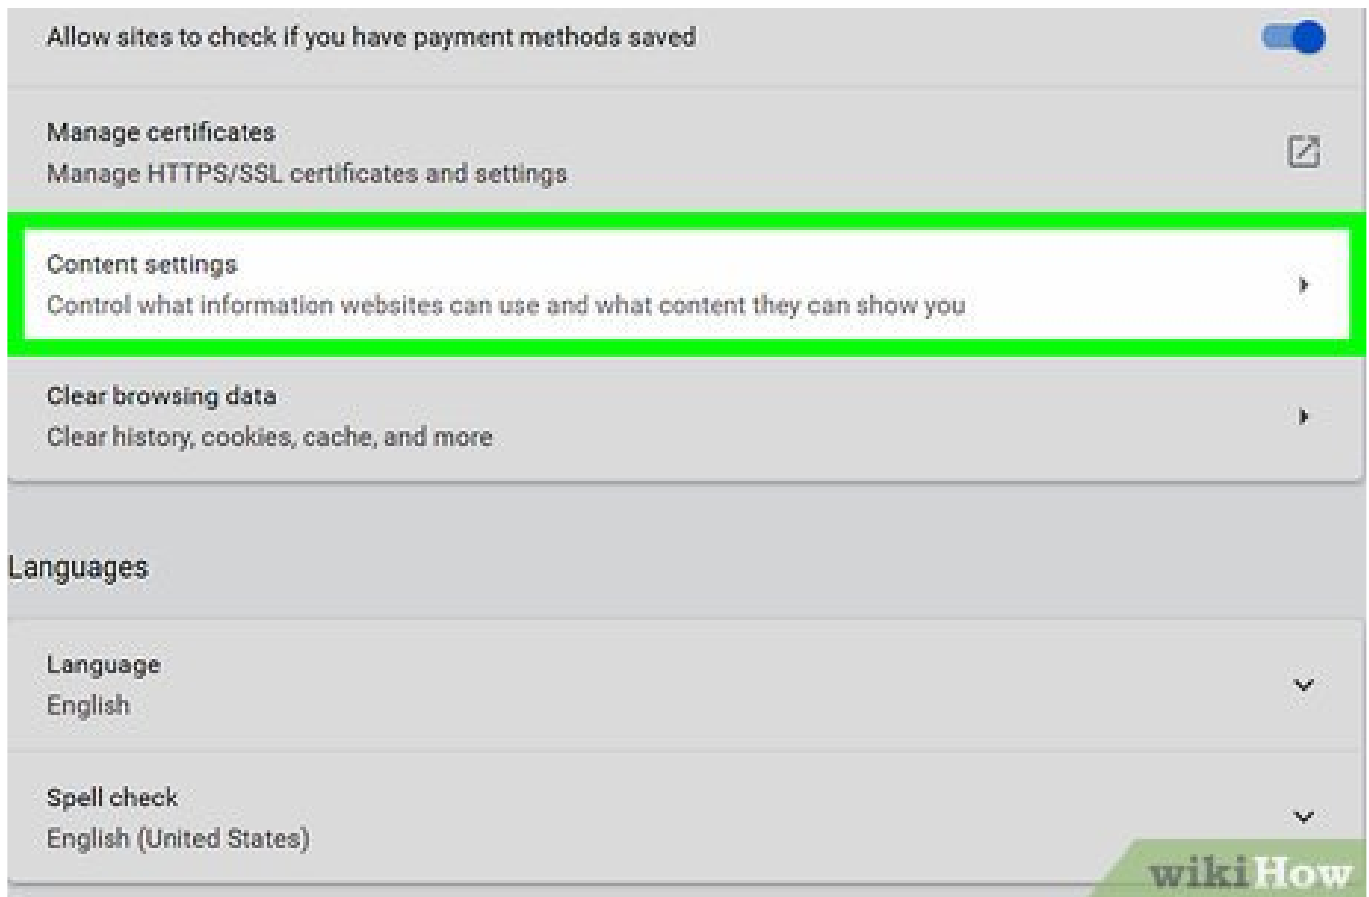 Allow sites to check if you have payment methods saved
Manage certificates
Manage HTTPS/SSL certificates and settings
Content settings
Control what information websites can use and what content they can show you
Clear browsing data
Clear history, cookies, cache, and more
Languages
Language
English
Spell check
English (United States)
wikiHow